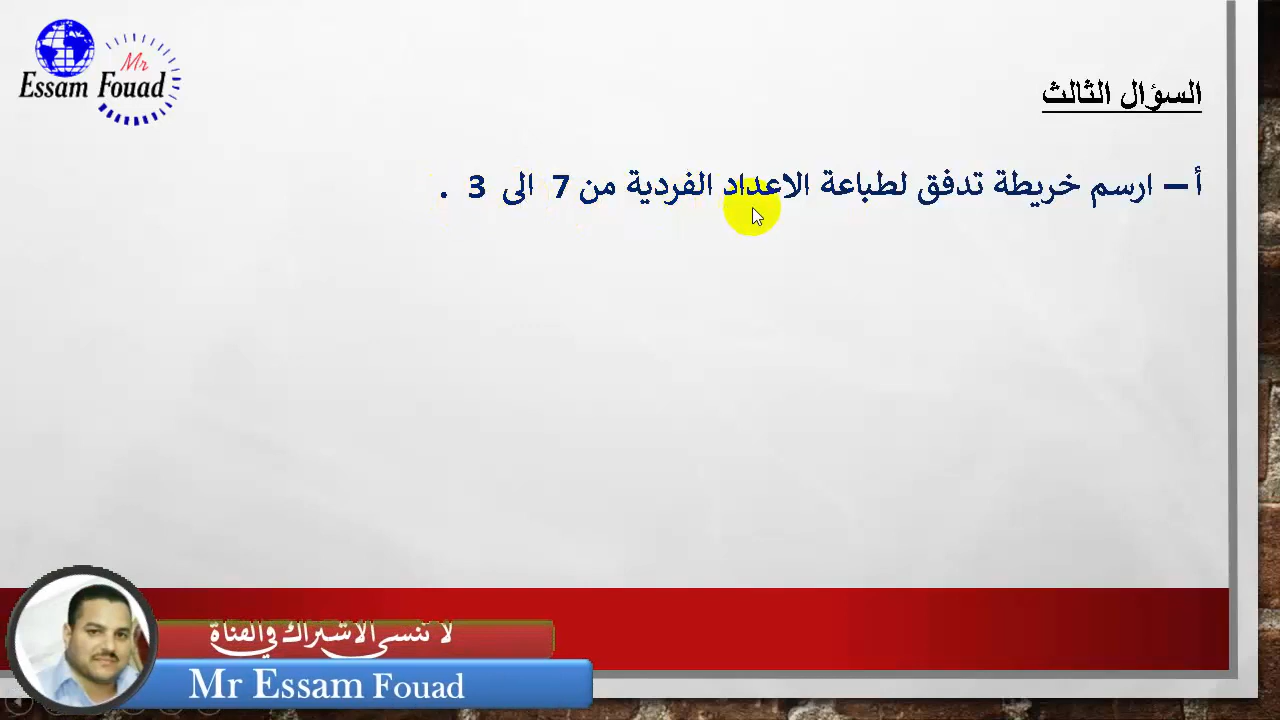 Mr
Essam Fouad
السؤال الثالث
أ – ارسم خريطة تدفق لطباعة الاعداد الفردية من 7 الى 3 .
لا تنسى الاشتراك في القناة
Mr Essam Fouad